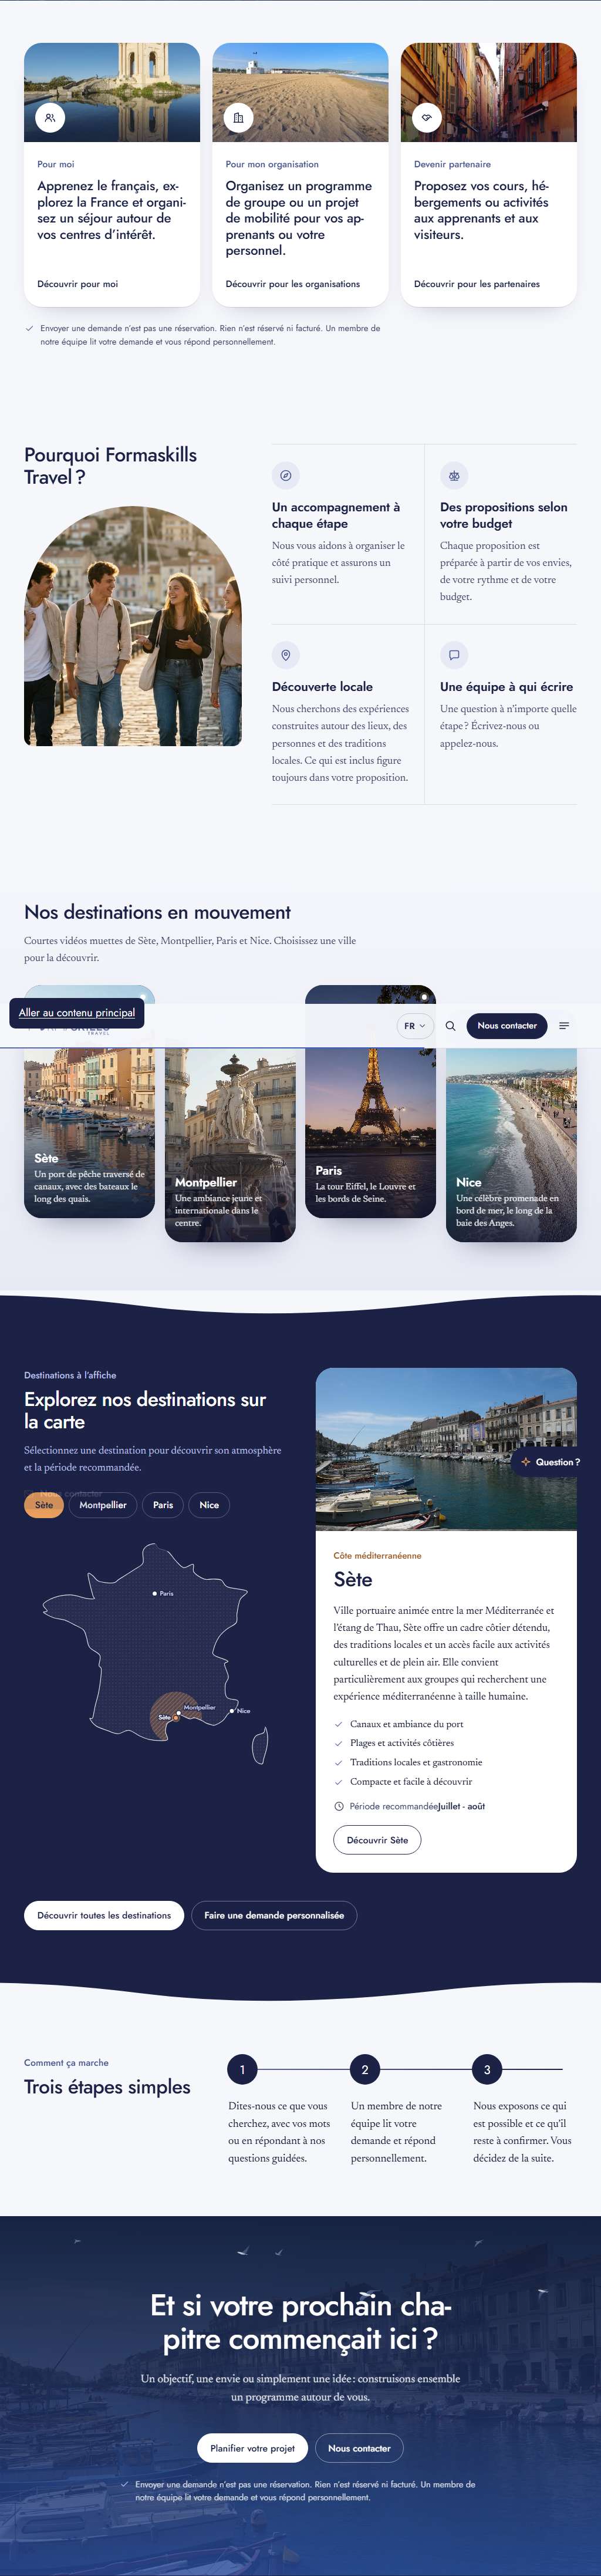 Pour moi
Apprenez le français, ex-
plorez la France et organi-
sez un séjour autour de
vos centres d'intérêt.
Découvrir pour moi
Pour mon organisation
Organisez un programme
de groupe ou un projet
de mobilité pour vos ap-
prenants ou votre
personnel.
Découvrir pour les organisations
Devenir partenaire
Proposez vos cours, hé-
bergements ou activités
aux apprenants et aux
visiteurs.
Découvrir pour les partenaires
Envoyer une demande n'est pas une réservation. Rien n'est réservé ni facturé. Un membre de
notre équipe lit votre demande et vous répond personnellement.
Pourquoi Formaskills
Travel ?
Un accompagnement à
chaque étape
Nous vous aidons à organiser le
côté pratique et assurons un
suivi personnel.
Des propositions selon
votre budget
Chaque proposition est
préparée à partir de vos envies,
de votre rythme et de votre
budget.
Découverte locale
Nous cherchons des expériences
construites autour des lieux, des
personnes et des traditions
locales. Ce qui est inclus figure
toujours dans votre proposition.
Une équipe à qui écrire
Une question à n'importe quelle
étape ? Écrivez-nous ou
appelez-nous.
Nos destinations en mouvement
Courtes vidéos muettes de Sète, Montpellier, Paris et Nice. Choisissez une ville
pour la découvrir.
Aller au contenu principal
TRAVEL
FR
Nous contacter
Sète
Un port de pêche traversé de
canaux, avec des bateaux le
long des quais.
Montpellier
Une ambiance jeune et
internationale dans le
centre.
Paris
La tour Eiffel, le Louvre et
les bords de Seine.
Nice
Une célèbre promenade en
bord de mer, le long de la
baie des Anges.
Destinations à l'affiche
Explorez nos destinations sur
la carte
Sélectionnez une destination pour découvrir son atmosphère
et la période recommandée.
Nous contacter
Sète
Montpellier
Paris
Nice
Paris
Montpellier
Sète
Nice
Question ?
Côte méditerranéenne
Sète
Ville portuaire animée entre la mer Méditerranée et
l'étang de Thau, Sète offre un cadre côtier détendu,
des traditions locales et un accès facile aux activités
culturelles et de plein air. Elle convient
particulièrement aux groupes qui recherchent une
expérience méditerranéenne à taille humaine.
Canaux et ambiance du port
Plages et activités côtières
Traditions locales et gastronomie
Compacte et facile à découvrir
Période recommandéeJuillet - août
Découvrir Sète
Découvrir toutes les destinations
Faire une demande personnalisée
Comment ça marche
Trois étapes simples
1
Dites-nous ce que vous
cherchez, avec vos mots
ou en répondant à nos
questions guidées.
2
Un membre de notre
équipe lit votre
demande et répond
personnellement.
3
Nous exposons ce qui
est possible et ce qu'il
reste à confirmer. Vous
décidez de la suite.
Et si votre prochain cha-
pitre commençait ici ?
Un objectif, une envie ou simplement une idée : construisons ensemble
un programme autour de vous.
Planifier votre projet
Nous contacter
Envoyer une demande n'est pas une réservation. Rien n'est réservé ni facturé. Un membre de
notre équipe lit votre demande et vous répond personnellement.